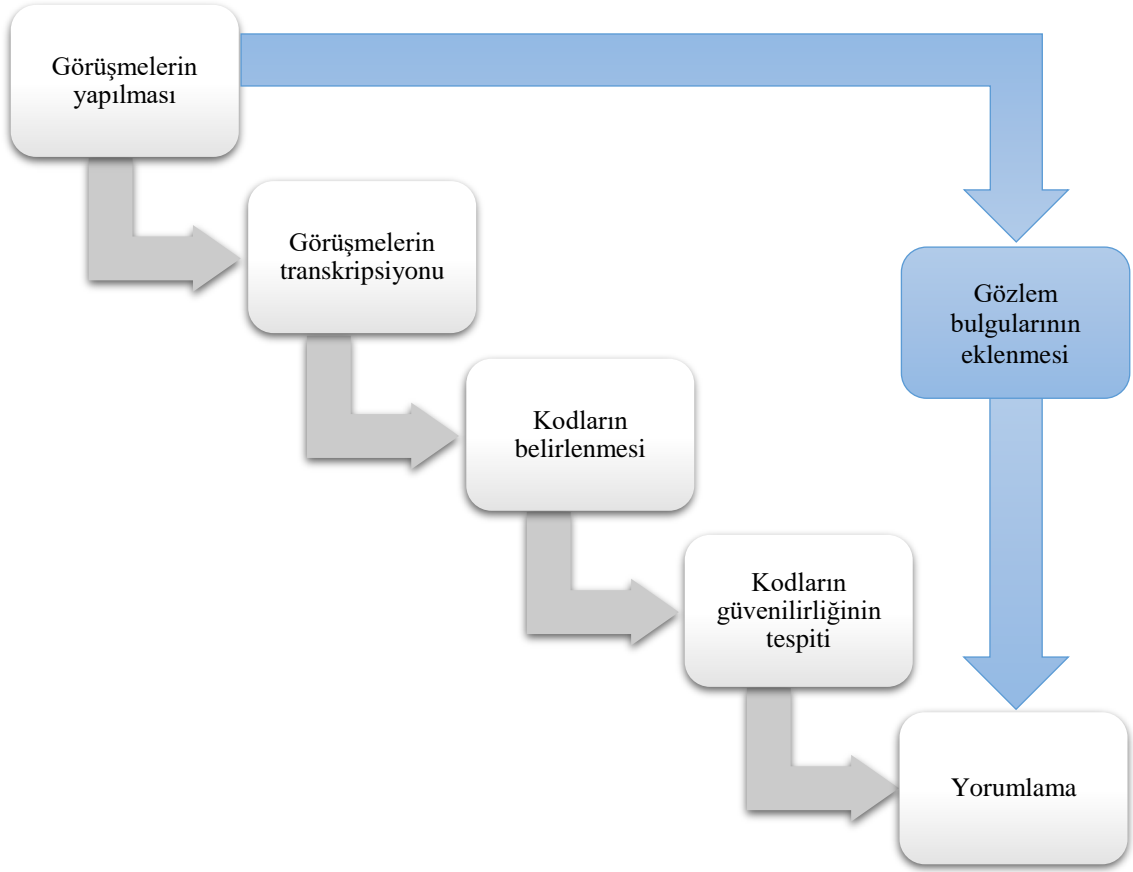 Görüşmelerin
yapılması
Görüşmelerin
transkripsiyonu
Gözlem
bulgularının
eklenmesi
Kodların
belirlenmesi
Kodların
güvenilirliğinin
tespiti
Yorumlama